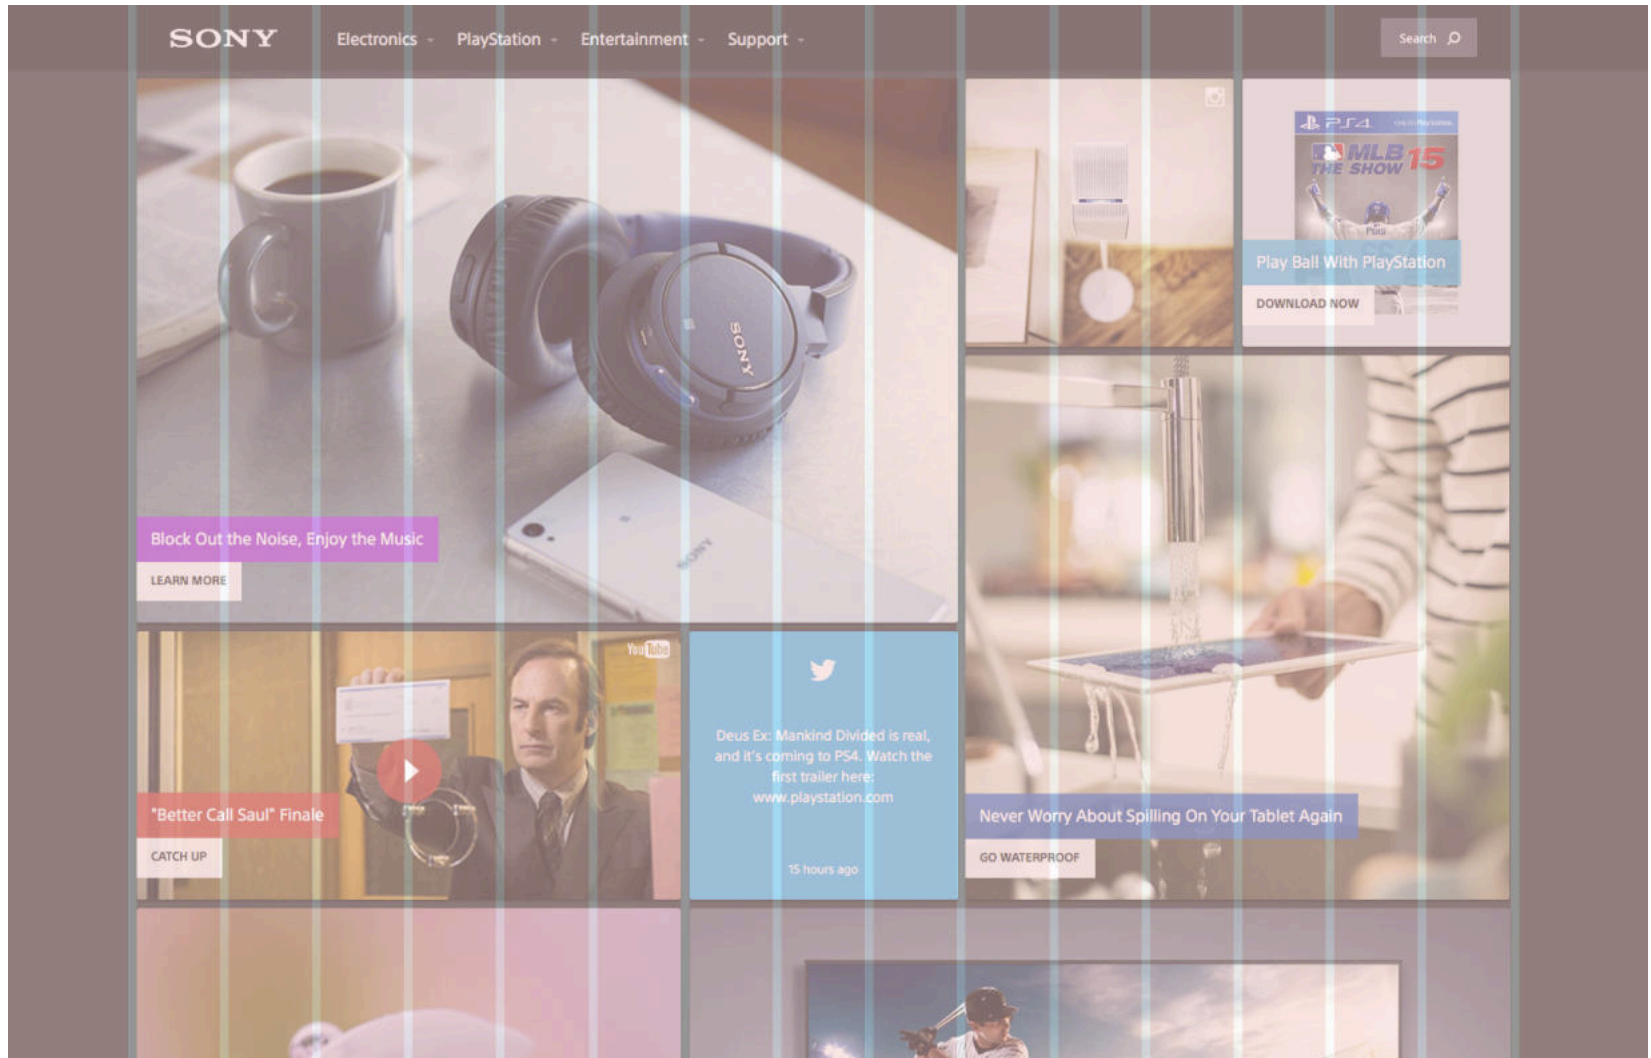 SONY
Electronics
PlayStation
Entertainment
Support
Search
PS4
MLB 15
THE SHOW
Play Ball With PlayStation
DOWNLOAD NOW
SONY
SONY
Block Out the Noise, Enjoy the Music
LEARN MORE
YouTube
"Better Call Saul" Finale
CATCH UP
Deus Ex: Mankind Divided is real,
and it's coming to PS4. Watch the
first trailer here:
www.playstation.com
15 hours ago
Never Worry About Spilling On Your Tablet Again
GO WATERPROOF